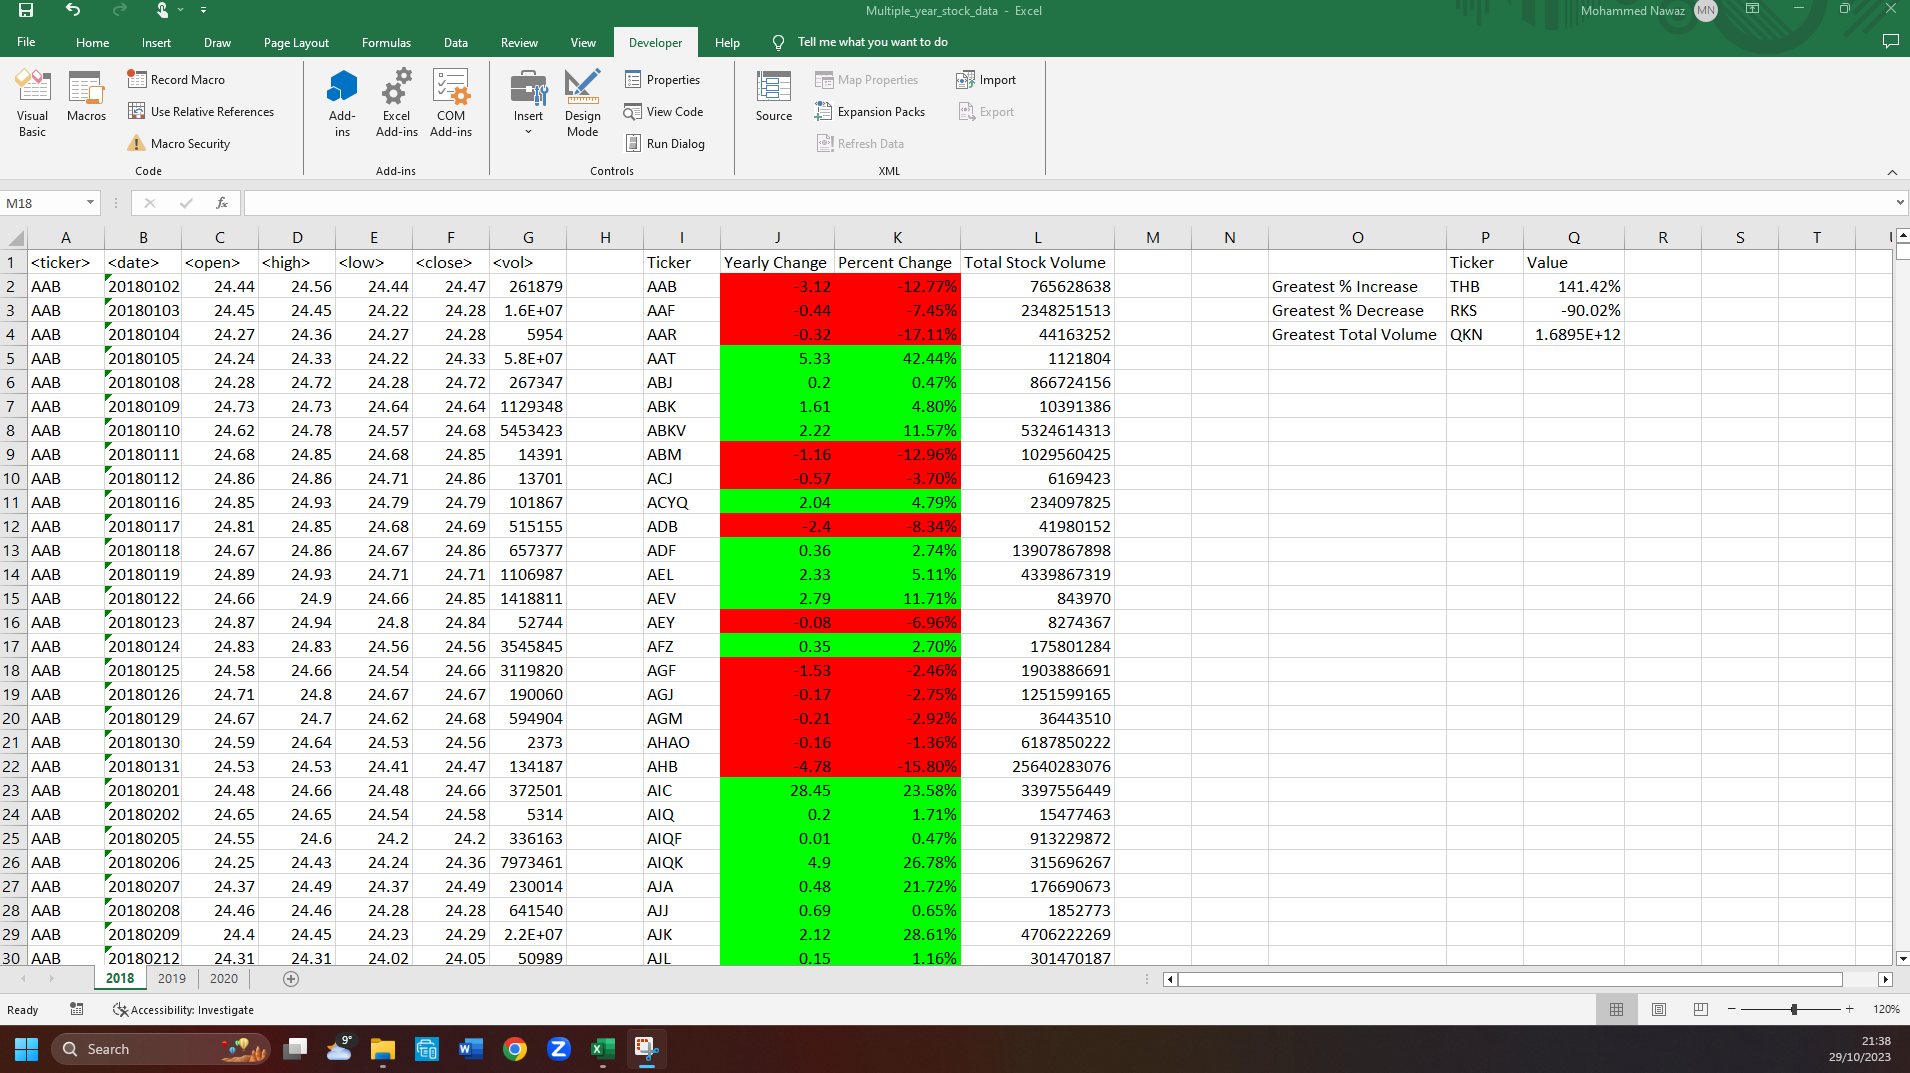 Multiple_year_stock_data - Excel
Mohammed Nawaz MN
File Home Insert Draw Page Layout Formulas Data Review View Developer Help Tell me what you want to do
Visual Basic
Macros
Record Macro
Use Relative References
Macro Security
Code
Add-ins
Excel Add-ins
COM Add-ins
Add-ins
Insert
Design Mode
Properties
View Code
Run Dialog
Controls
Source
Map Properties
Expansion Packs
Refresh Data
Import
Export
XML
M18 fx
A B C D E F G H I J K L M N O P Q R S T
1 <ticker> <date> <open> <high> <low> <close> <vol> Ticker Yearly Change Percent Change Total Stock Volume Ticker Value
2 AAB 20180102 24.44 24.56 24.44 24.47 261879 AAB -3.12 -12.77% 765628638 Greatest % Increase THB 141.42%
3 AAB 20180103 24.45 24.45 24.22 24.28 1.6E+07 AAF -0.44 -7.45% 2348251513 Greatest % Decrease RKS -90.02%
4 AAB 20180104 24.27 24.36 24.27 24.28 5954 AAR -0.32 -17.11% 44163252 Greatest Total Volume QKN 1.6895E+12
5 AAB 20180105 24.24 24.33 24.22 24.33 5.8E+07 AAT 5.33 42.44% 1121804
6 AAB 20180108 24.28 24.72 24.28 24.72 267347 ABJ 0.2 0.47% 866724156
7 AAB 20180109 24.73 24.73 24.64 24.64 1129348 ABK 1.61 4.80% 10391386
8 AAB 20180110 24.62 24.78 24.57 24.68 5453423 ABKV 2.22 11.57% 5324614313
9 AAB 20180111 24.68 24.85 24.68 24.85 14391 ABM -1.16 -12.96% 1029560425
10 AAB 20180112 24.86 24.86 24.71 24.86 13701 ACJ -0.57 -3.70% 6169423
11 AAB 20180116 24.85 24.93 24.79 24.79 101867 ACYQ 2.04 4.79% 234097825
12 AAB 20180117 24.81 24.85 24.68 24.69 515155 ADB -2.4 -8.34% 41980152
13 AAB 20180118 24.67 24.86 24.67 24.86 657377 ADF 0.36 2.74% 13907867898
14 AAB 20180119 24.89 24.93 24.71 24.71 1106987 AEL 2.33 5.11% 4339867319
15 AAB 20180122 24.66 24.9 24.66 24.85 1418811 AEV 2.79 11.71% 843970
16 AAB 20180123 24.87 24.94 24.8 24.84 52744 AEY -0.08 -6.96% 8274367
17 AAB 20180124 24.83 24.83 24.56 24.56 3545845 AFZ 0.35 2.70% 175801284
18 AAB 20180125 24.58 24.66 24.54 24.66 3119820 AGF -1.53 -2.46% 1903886691
19 AAB 20180126 24.71 24.8 24.67 24.67 190060 AGJ -0.17 -2.75% 1251599165
20 AAB 20180129 24.67 24.7 24.62 24.68 594904 AGM -0.21 -2.92% 36443510
21 AAB 20180130 24.59 24.64 24.53 24.56 2373 AHAO -0.16 -1.36% 6187850222
22 AAB 20180131 24.53 24.53 24.41 24.47 134187 AHB -4.78 -15.80% 25640283076
23 AAB 20180201 24.48 24.66 24.48 24.66 372501 AIC 28.45 23.58% 3397556449
24 AAB 20180202 24.65 24.65 24.54 24.58 5314 AIQ 0.2 1.71% 15477463
25 AAB 20180205 24.55 24.6 24.2 24.2 336163 AIQF 0.01 0.47% 913229872
26 AAB 20180206 24.25 24.43 24.24 24.36 7973461 AIQK 4.9 26.78% 315696267
27 AAB 20180207 24.37 24.49 24.37 24.49 230014 AJA 0.48 21.72% 176690673
28 AAB 20180208 24.46 24.46 24.28 24.28 641540 AJJ 0.69 0.65% 1852773
29 AAB 20180209 24.4 24.45 24.23 24.29 2.2E+07 AJK 2.12 28.61% 4706222269
30 AAB 20180212 24.31 24.31 24.02 24.05 50989 AJL 0.15 1.16% 301470187
2018 2019 2020
Ready Accessibility: Investigate 120%
Search 9° 21:38
29/10/2023